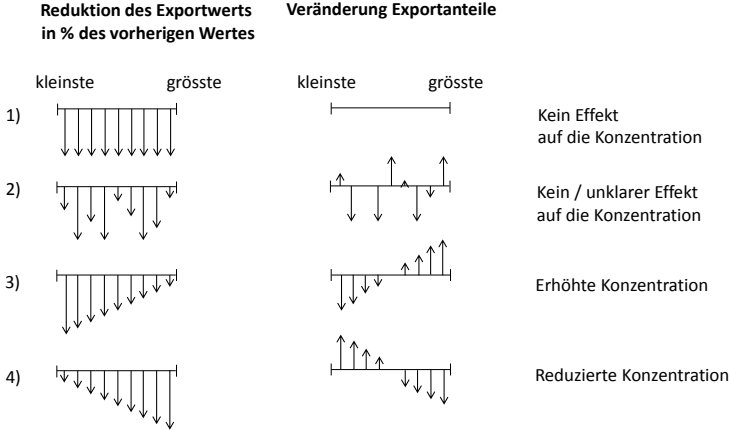 Reduktion des Exportwerts
in % des vorherigen Wertes
Veränderung Exportanteile
kleinste grösste
kleinste grösste
1)
Kein Effekt
auf die Konzentration
2)
Kein / unklarer Effekt
auf die Konzentration
3)
Erhöhte Konzentration
4)
Reduzierte Konzentration